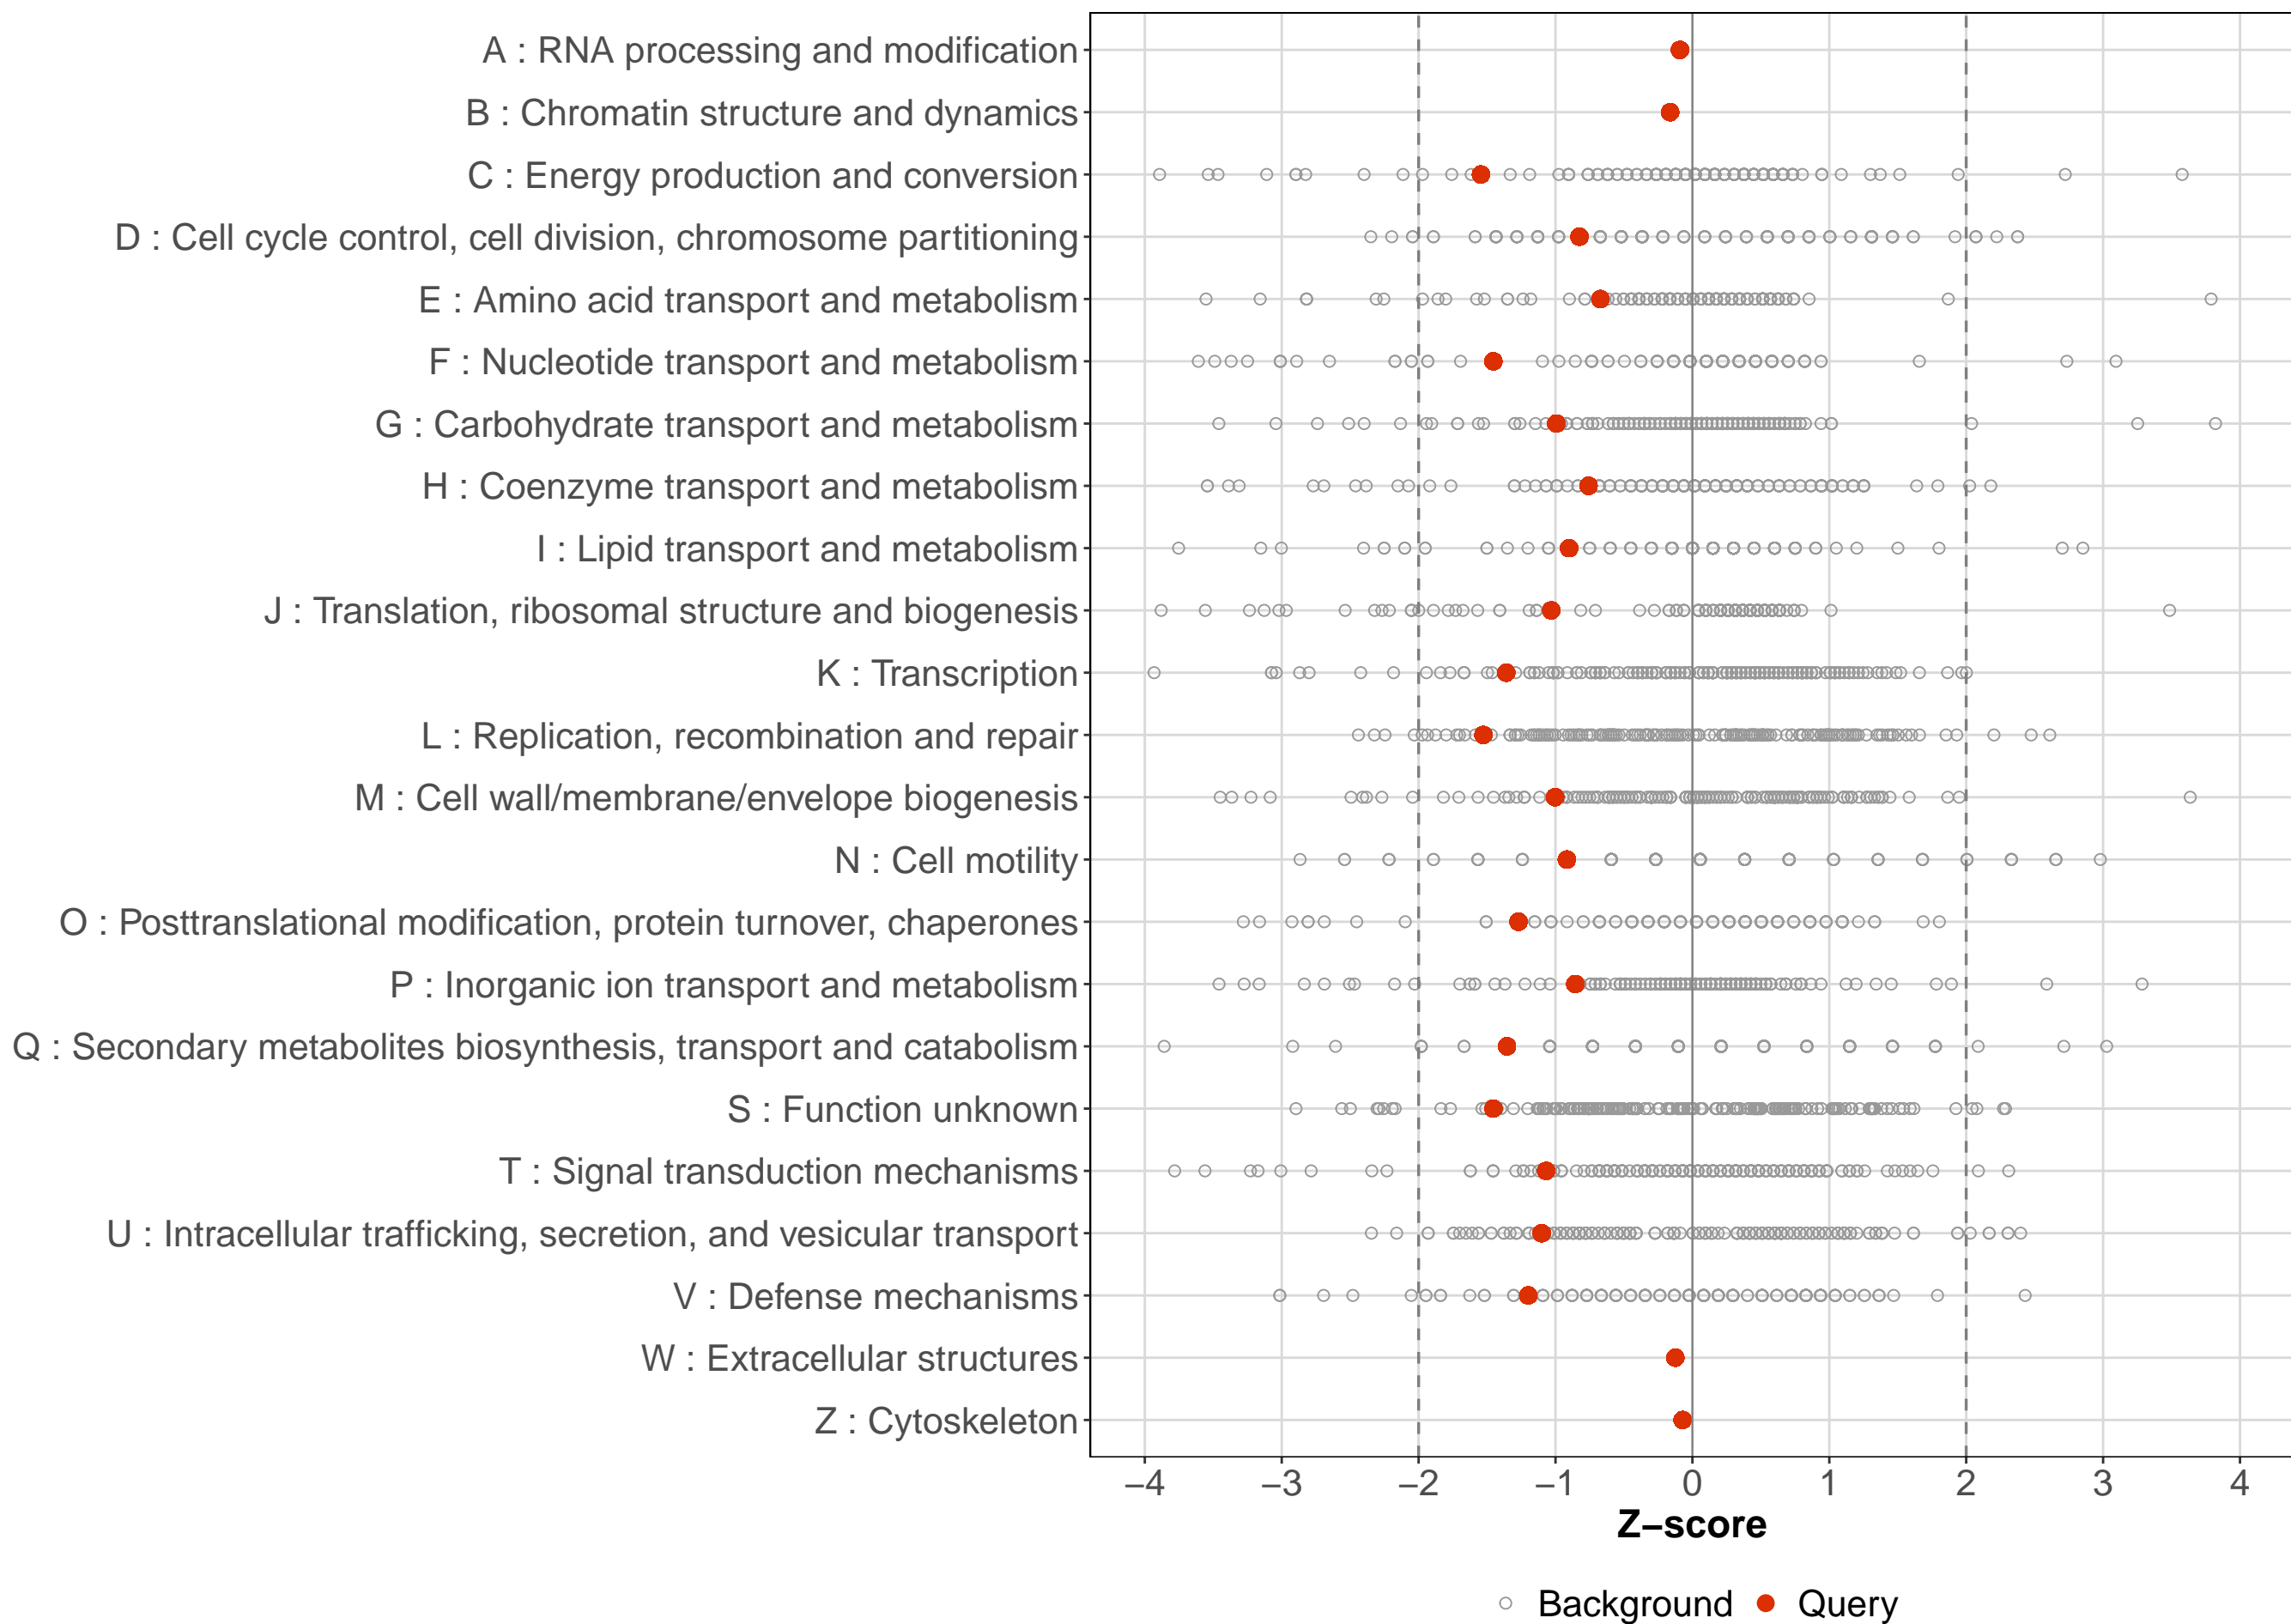 A : RNA processing and modification
B : Chromatin structure and dynamics
C : Energy production and conversion
D : Cell cycle control, cell division, chromosome partitioning
E : Amino acid transport and metabolism
F : Nucleotide transport and metabolism
G : Carbohydrate transport and metabolism
H : Coenzyme transport and metabolism
I : Lipid transport and metabolism
J : Translation, ribosomal structure and biogenesis
K : Transcription
L : Replication, recombination and repair
M : Cell wall/membrane/envelope biogenesis
N : Cell motility
O : Posttranslational modification, protein turnover, chaperones
P : Inorganic ion transport and metabolism
Q : Secondary metabolites biosynthesis, transport and catabolism
S : Function unknown
T : Signal transduction mechanisms
U : Intracellular trafficking, secretion, and vesicular transport
V : Defense mechanisms
W : Extracellular structures
Z : Cytoskeleton
−4 −3 −2 −1 0 1 2 3 4
Z−score
Background Query